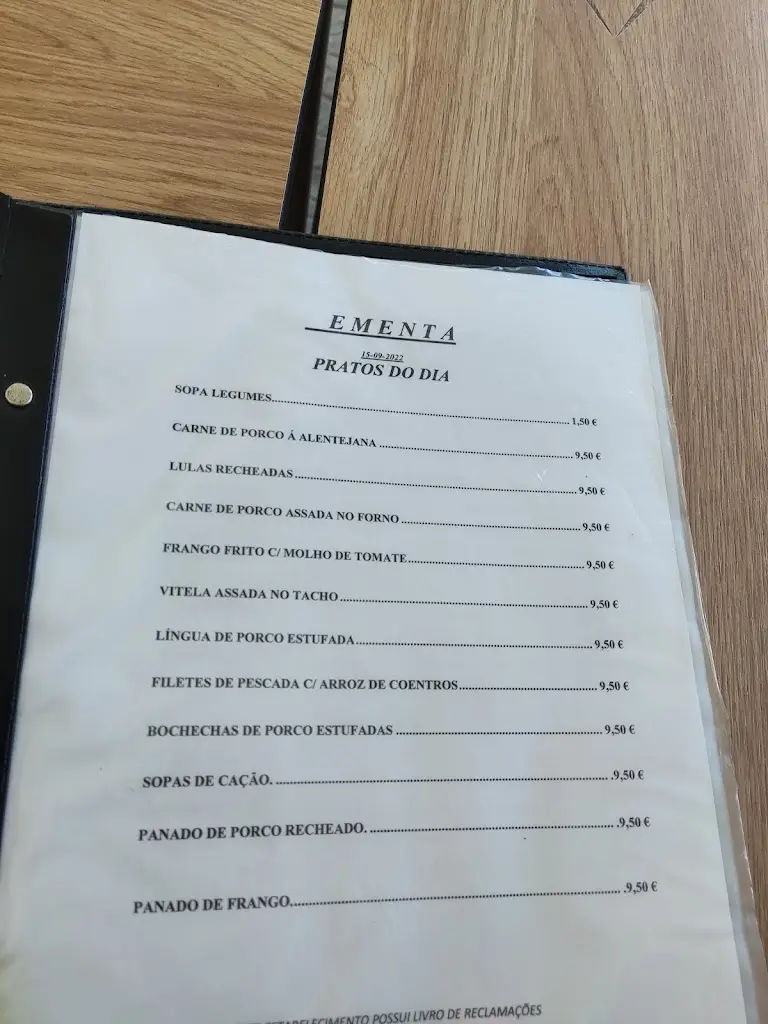 EMENTA
15-09-2022
PRATOS DO DIA
SOPA LEGUMES 1,50 €
CARNE DE PORCO Á ALENTEJANA 9,50 €
LULAS RECHEADAS 9,50 €
CARNE DE PORCO ASSADA NO FORNO 9,50 €
FRANGO FRITO C/ MOLHO DE TOMATE 9,50 €
VITELA ASSADA NO TACHO 9,50 €
LÍNGUA DE PORCO ESTUFADA 9,50 €
FILETES DE PESCADA C/ ARROZ DE COENTROS 9,50 €
BOCHECHAS DE PORCO ESTUFADAS 9,50 €
SOPAS DE CAÇÃO. 9,50 €
PANADO DE PORCO RECHEADO. 9,50 €
PANADO DE FRANGO 9,50 €
ESTABELECIMENTO POSSUI LIVRO DE RECLAMAÇÕES